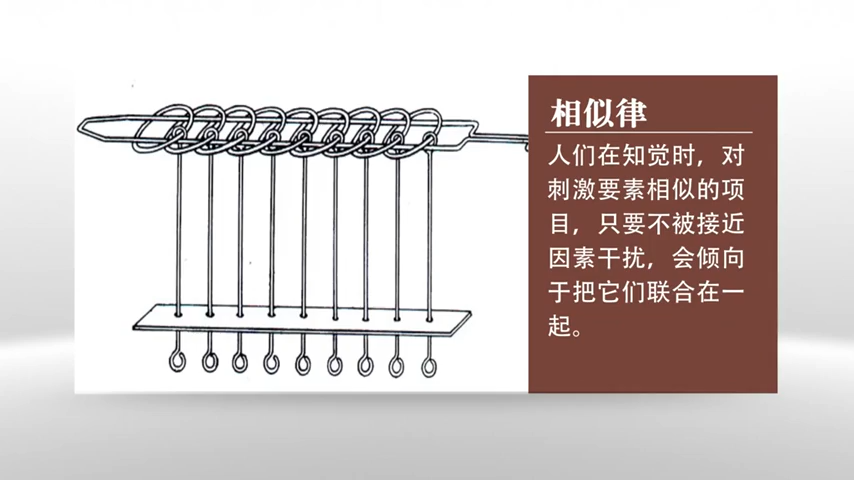 相似律
人们在知觉时，对
刺激要素相似的项
目，只要不被接近
因素干扰，会倾向
于把它们联合在一
起。